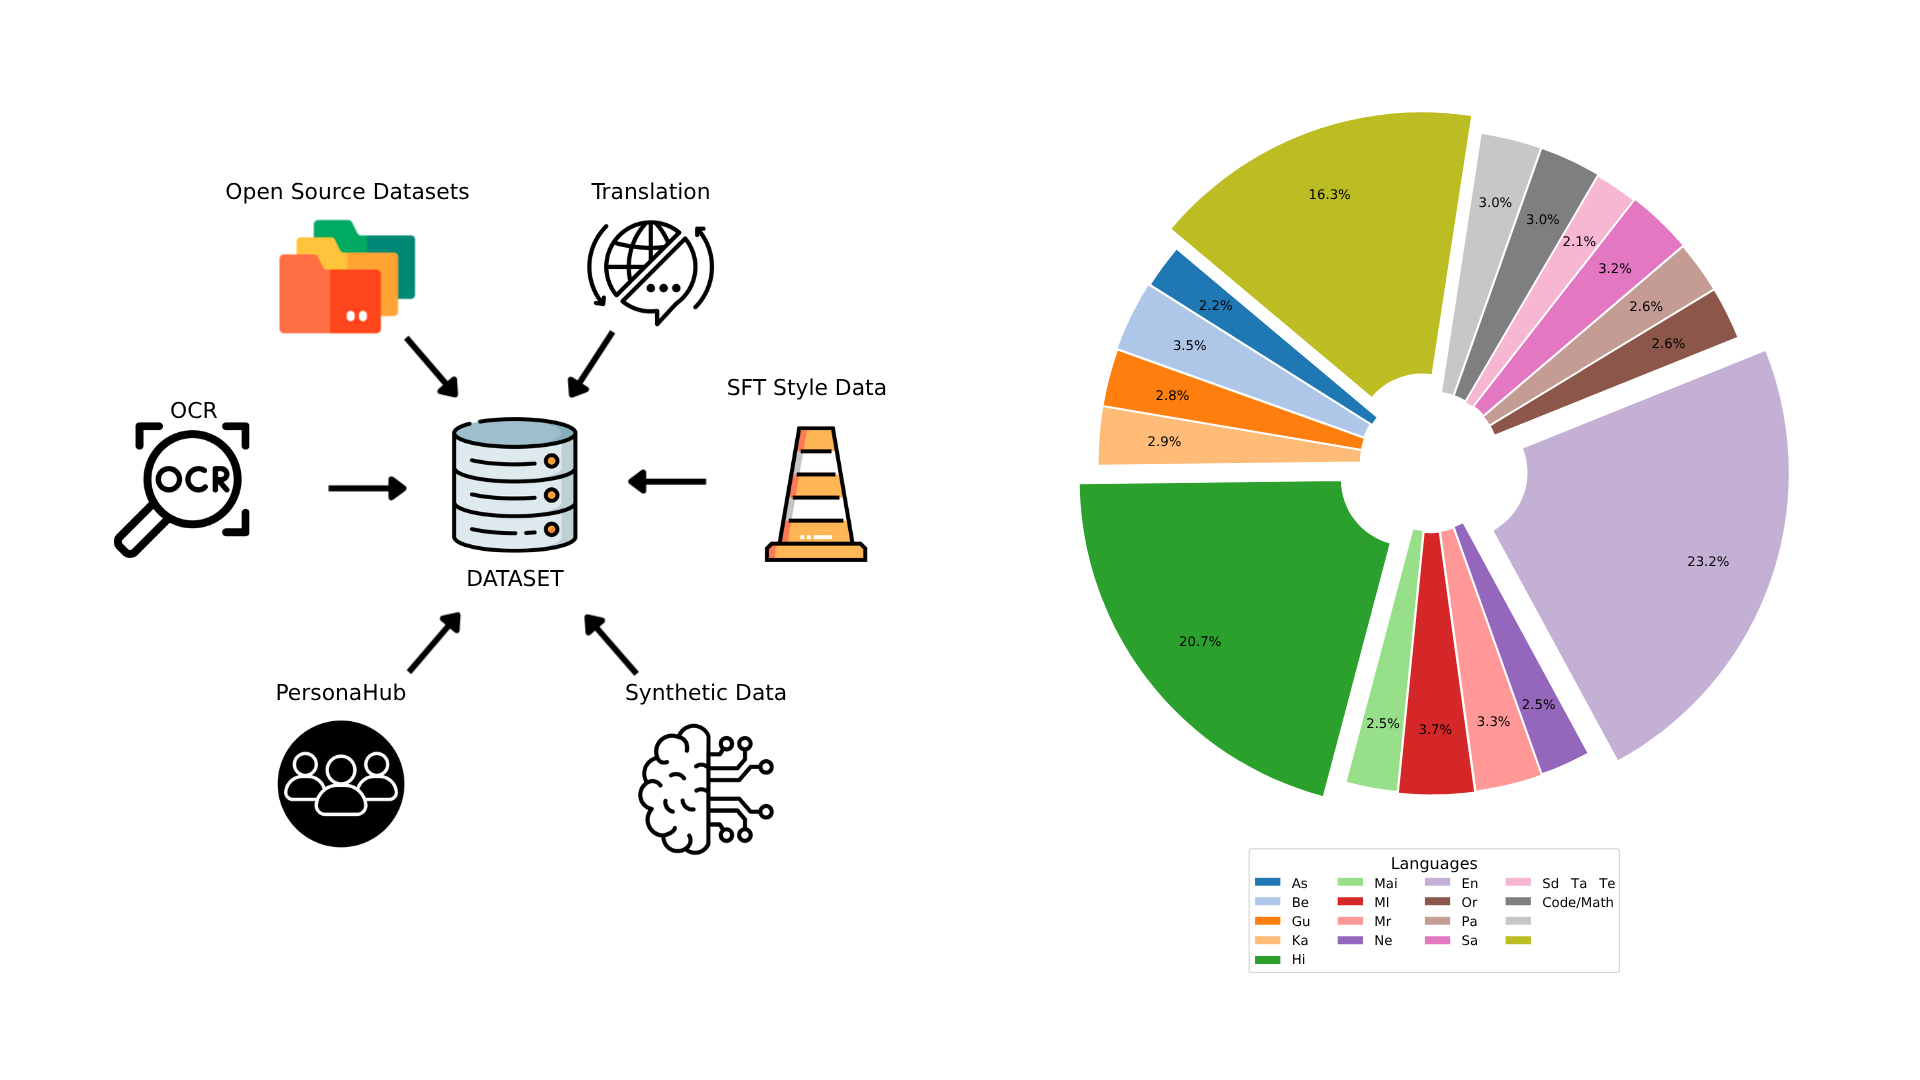 Open Source Datasets
Translation
SFT Style Data
OCR
OCR
DATASET
PersonaHub
Synthetic Data
16.3%
3.0%
3.0%
2.1%
3.2%
2.6%
2.6%
2.2%
3.5%
2.8%
2.9%
23.2%
20.7%
2.5%
3.7%
3.3%
2.5%
Languages
As
Be
Gu
Ka
Hi
Mai
Ml
Mr
Ne
En
Or
Pa
Sa
Sd Ta Te
Code/Math